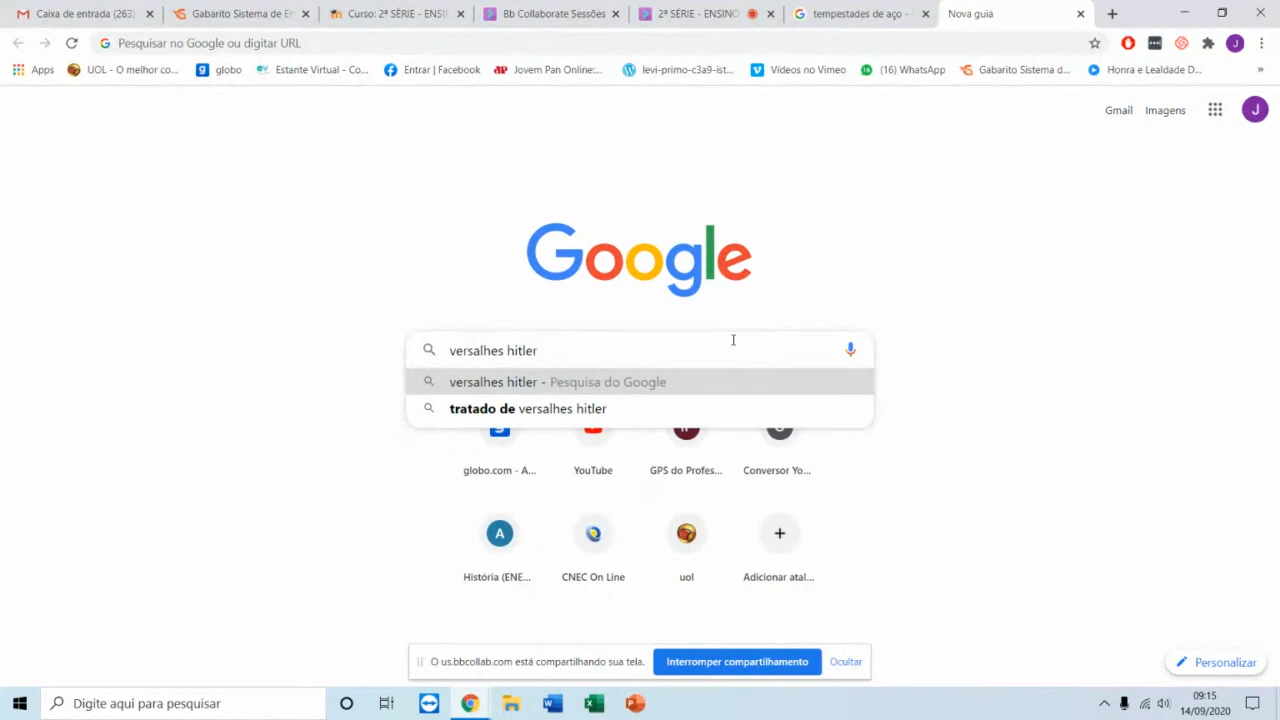 Caixa de entrada (263)
Gabarito Sistema de En
Curso: 2ª SÉRIE - ENSII
Bb Collaborate Sessões
2ª SÉRIE - ENSINO
tempestades de aço -
Nova guia
Pesquisar no Google ou digitar URL
Apps
UOL - O melhor co...
globo
Estante Virtual - Co...
Entrar | Facebook
Jovem Pan Online:...
levi-primo-c3a9-ist...
Vídeos no Vimeo
(16) WhatsApp
Gabarito Sistema d...
Honra e Lealdade D...
»
Gmail
Imagens
J
Google
versalhes hitler
versalhes hitler - Pesquisa do Google
tratado de versalhes hitler
globo.com - A...
YouTube
GPS do Profes...
Conversor Yo...
A
História (ENE...
CNEC On Line
uol
Adicionar atal...
O us.bbcollab.com está compartilhando sua tela.
Interromper compartilhamento
Ocultar
Personalizar
Digite aqui para pesquisar
09:15
14/09/2020